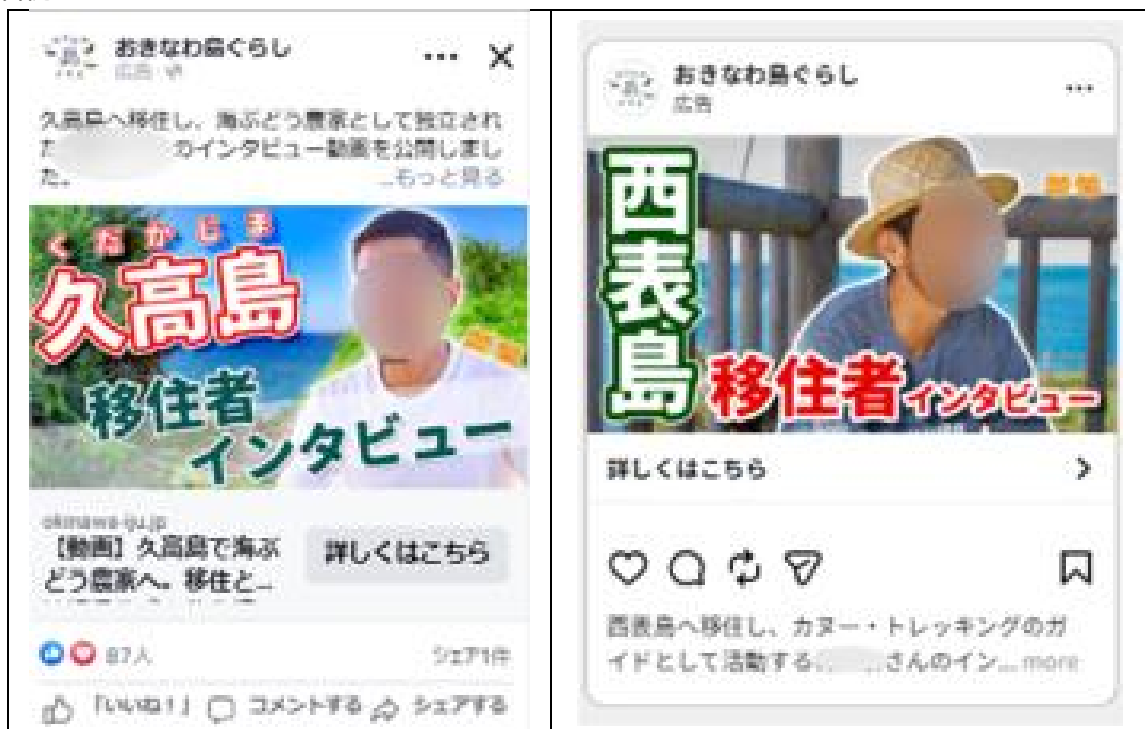 おきなわ島ぐらし
広告
久高島へ移住し、海ぶどう農家として独立され
た
のインタビュー動画を公開しまし
た。
...もっと見る
くだかじま
久高島
移住者
インタビュー
okinawa-iju.jp
【動画】久高島で海ぶ
どう農家へ。移住と...
詳しくはこちら
87人
シェア1件
「いいね！」
コメントする
シェアする
おきなわ島ぐらし
広告
西表島
移住者インタビュー
詳しくはこちら
西表島へ移住し、カヌー・トレッキングのガ
イドとして活動する
さんのイン... more